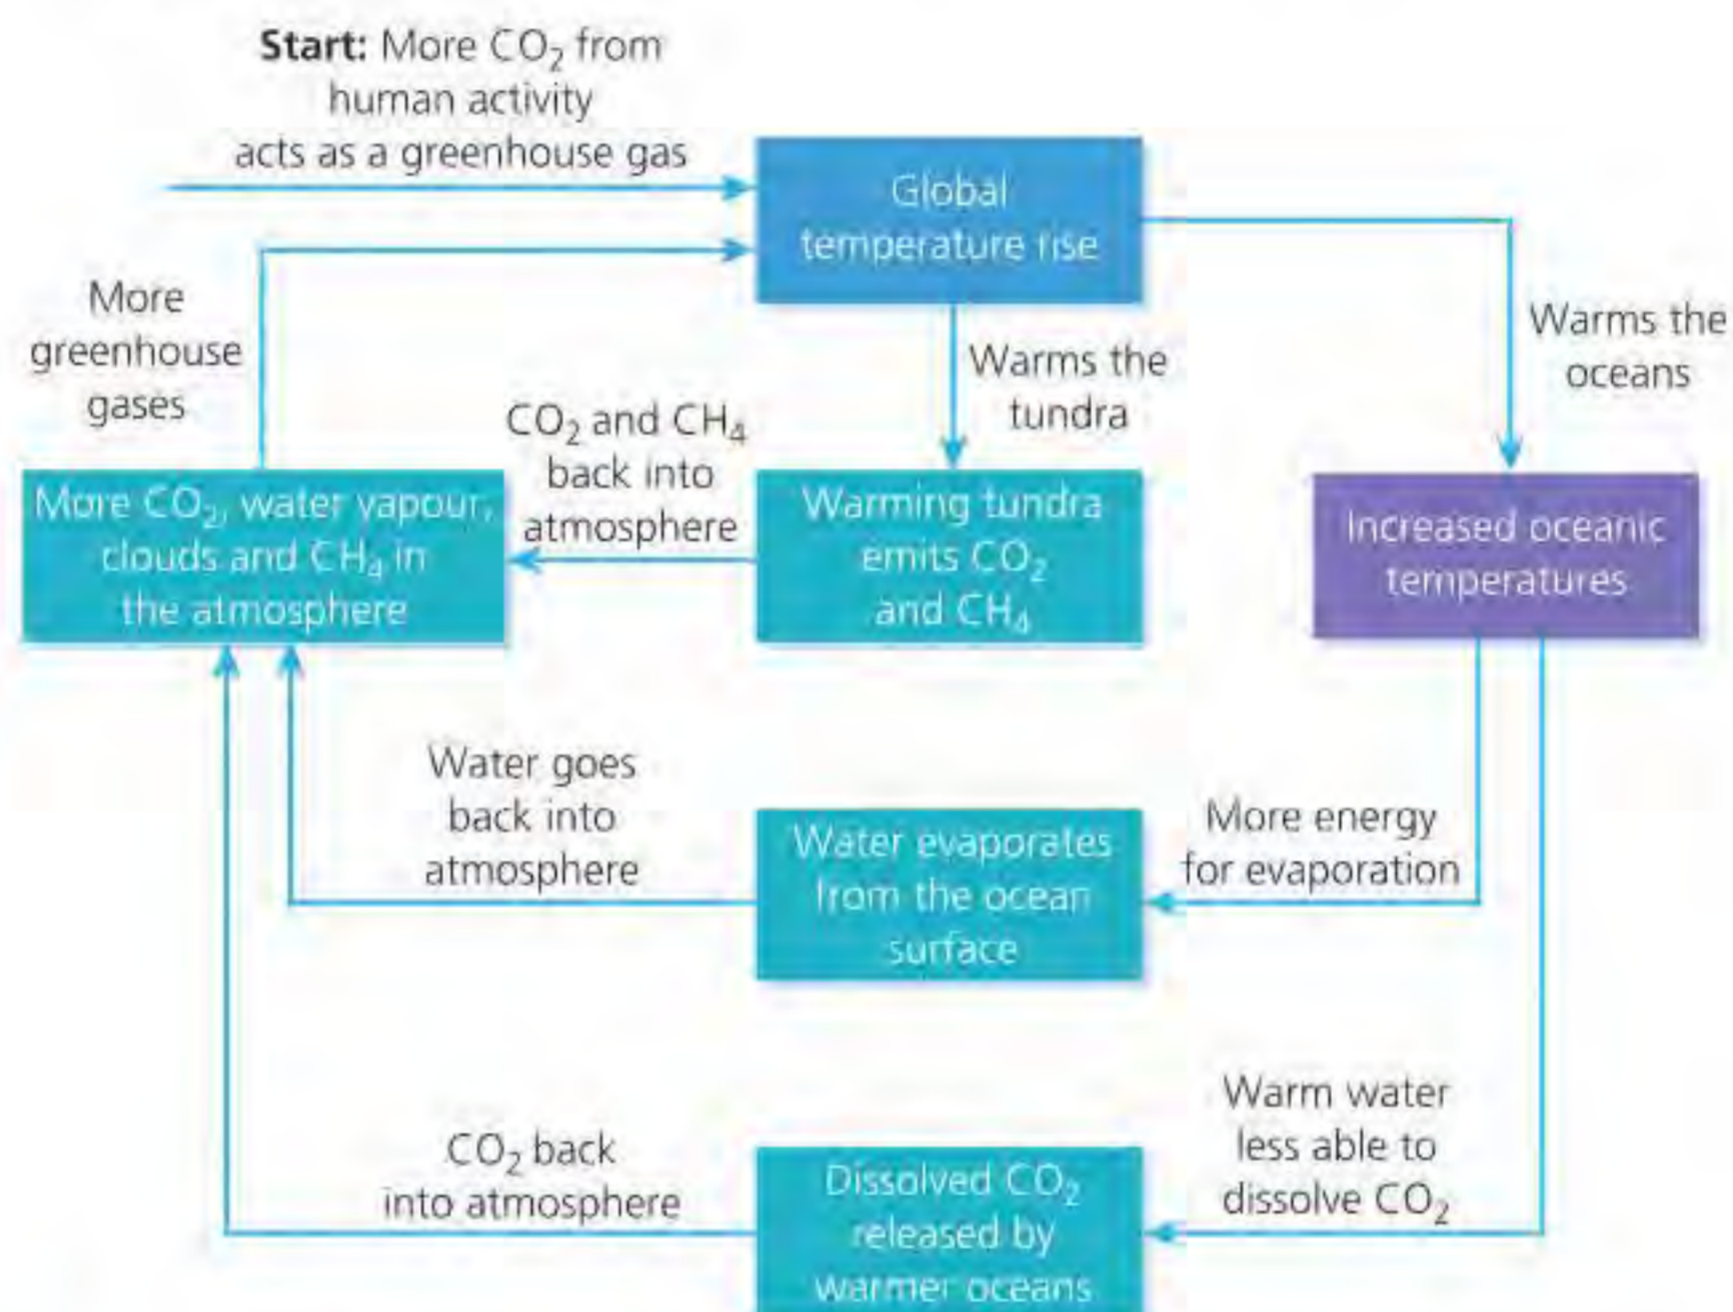 Start: More CO₂ from
human activity
acts as a greenhouse gas
Global
temperature rise
More
greenhouse
gases
Warms the
tundra
Warms the
oceans
CO₂ and CH₄
back into
atmosphere
More CO₂, water vapour,
clouds and CH₄ in
the atmosphere
Warming tundra
emits CO₂
and CH₄
Increased oceanic
temperatures
Water goes
back into
atmosphere
Water evaporates
from the ocean
surface
More energy
for evaporation
CO₂ back
into atmosphere
Dissolved CO₂
released by
warmer oceans
Warm water
less able to
dissolve CO₂